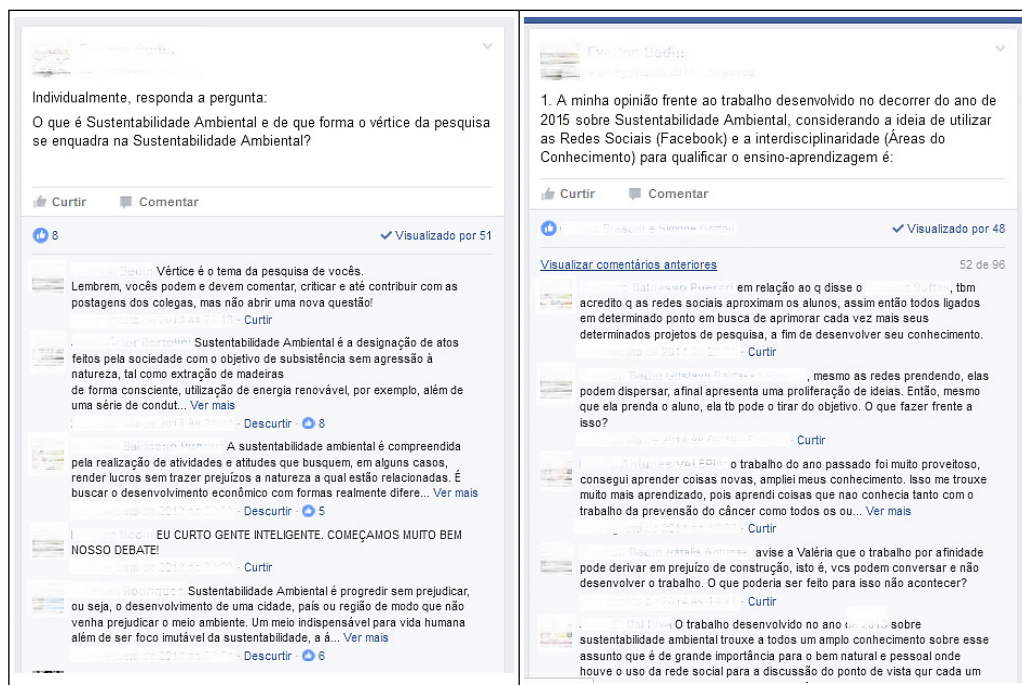 Individualmente, responda a pergunta:
O que é Sustentabilidade Ambiental e de que forma o vértice da pesquisa
se enquadra na Sustentabilidade Ambiental?
Curtir Comentar
8 Visualizado por 51
Vértice é o tema da pesquisa de vocês.
Lembrem, vocês podem e devem comentar, criticar e até contribuir com as
postagens dos colegas, mas não abrir uma nova questão!
Curtir
Sustentabilidade Ambiental é a designação de atos
feitos pela sociedade com o objetivo de subsistência sem agressão à
natureza, tal como extração de madeiras
de forma consciente, utilização de energia renovável, por exemplo, além de
uma série de condut... Ver mais
Descurtir · 8
A sustentabilidade ambiental é compreendida
pela realização de atividades e atitudes que busquem, em alguns casos,
render lucros sem trazer prejuízos a natureza a qual estão relacionadas. É
buscar o desenvolvimento econômico com formas realmente difere... Ver mais
Descurtir · 5
EU CURTO GENTE INTELIGENTE. COMEÇAMOS MUITO BEM
NOSSO DEBATE!
Curtir
Sustentabilidade Ambiental é progredir sem prejudicar,
ou seja, o desenvolvimento de uma cidade, país ou região de modo que não
venha prejudicar o meio ambiente. Um meio indispensável para vida humana
além de ser foco imutável da sustentabilidade, a á... Ver mais
Descurtir · 6
1. A minha opinião frente ao trabalho desenvolvido no decorrer do ano de
2015 sobre Sustentabilidade Ambiental, considerando a ideia de utilizar
as Redes Sociais (Facebook) e a interdisciplinaridade (Áreas do
Conhecimento) para qualificar o ensino-aprendizagem é:
Curtir Comentar
Visualizado por 48
Visualizar comentários anteriores 52 de 96
em relação ao q disse o , tbm
acredito q as redes sociais aproximam os alunos, assim então todos ligados
em determinado ponto em busca de aprimorar cada vez mais seus
determinados projetos de pesquisa, a fim de desenvolver seu conhecimento.
Curtir
, mesmo as redes prendendo, elas
podem dispersar, afinal apresenta uma proliferação de ideias. Então, mesmo
que ela prenda o aluno, ela tb pode o tirar do objetivo. O que fazer frente a
isso?
Curtir
o trabalho do ano passado foi muito proveitoso,
consegui aprender coisas novas, ampliei meus conhecimento. Isso me trouxe
muito mais aprendizado, pois aprendi coisas que nao conhecia tanto com o
trabalho da prevensão do câncer como todos os ou... Ver mais
Curtir
avise a Valéria que o trabalho por afinidade
pode derivar em prejuízo de construção, isto é, vcs podem conversar e não
desenvolver o trabalho. O que poderia ser feito para isso não acontecer?
Curtir
O trabalho desenvolvido no ano sobre
sustentabilidade ambiental trouxe a todos um amplo conhecimento sobre esse
assunto que é de grande importância para o bem natural e pessoal onde
houve o uso da rede social para a discussão do ponto de vista qur cada um